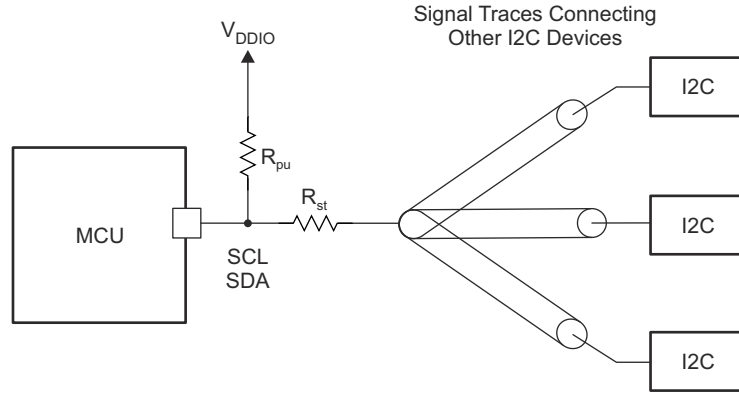 Signal Traces Connecting
Other I2C Devices
VDDIO
I2C
Rpu
Rst
MCU
I2C
SCL
SDA
I2C